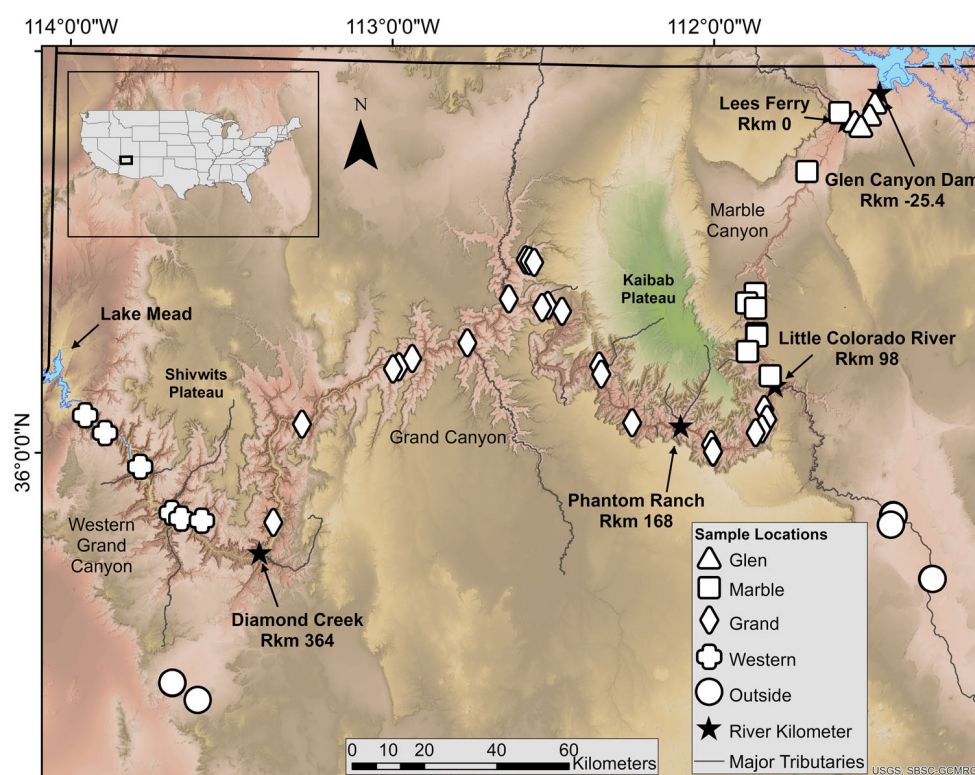 114°0'0"W
113°0'0"W
112°0'0"W
36°0'0"N
N
Lees Ferry
Rkm 0
Glen Canyon Dam
Rkm -25.4
Marble
Canyon
Kaibab
Plateau
Lake Mead
Little Colorado River
Rkm 98
Shivwits
Plateau
Grand Canyon
Phantom Ranch
Rkm 168
Western
Grand
Canyon
Diamond Creek
Rkm 364
Sample Locations
Glen
Marble
Grand
Western
Outside
River Kilometer
Major Tributaries
0 10 20 40 60
Kilometers
USGS, SBSC-GCMRC